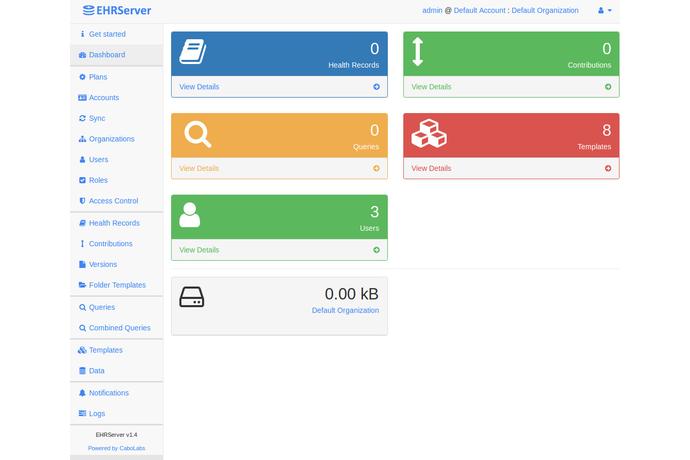 EHRServer
admin @ Default Account : Default Organization
Get started
Dashboard
Plans
Accounts
Sync
Organizations
Users
Roles
Access Control
Health Records
Contributions
Versions
Folder Templates
Queries
Combined Queries
Templates
Data
Notifications
Logs
EHRServer v1.4
Powered by CaboLabs
0
Health Records
View Details
0
Contributions
View Details
0
Queries
View Details
8
Templates
View Details
3
Users
View Details
0.00 kB
Default Organization